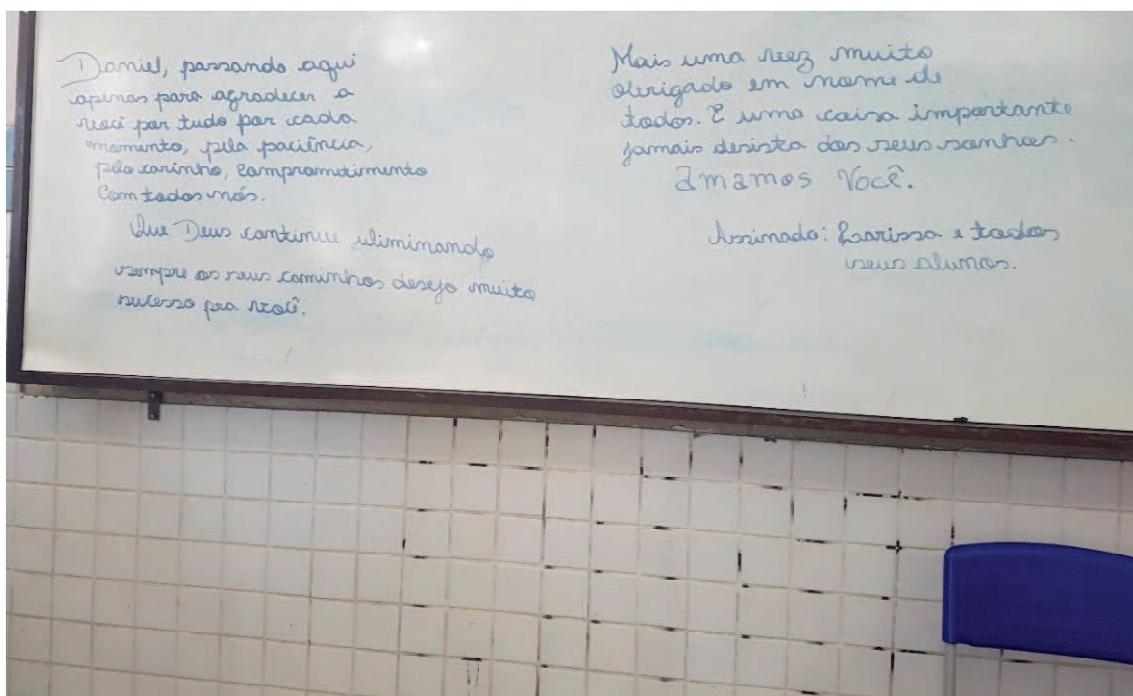 Daniel, passando aqui
apenas para agradecer a
você por tudo por cada
momento, pela paciência,
pelo carinho, comprometimento
Com todos nós.
Que Deus continue uliminando
sempre os seus caminhos desejo muito
sucesso pra você.
Mais uma vez muito
obrigado em nome de
todos. E uma coisa importante
jamais desista dos seus sonhos.
amamos Você.
Assinado: Larissa e todos
seus alunos.